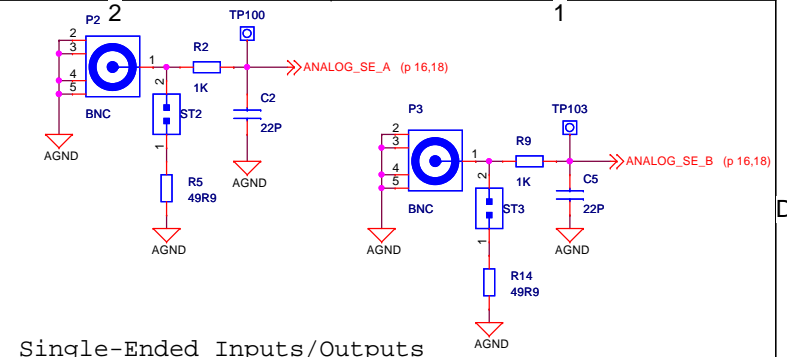 2
1
P2
TP100
2
3
4
5
1
R2
1K
ANALOG_SE_A (p 16,18)
BNC
2
ST2
1
C2
22P
AGND
AGND
R5
49R9
AGND
P3
TP103
2
3
4
5
1
R9
1K
ANALOG_SE_B (p 16,18)
BNC
2
ST3
1
C5
22P
D
AGND
AGND
R14
49R9
AGND
Single-Ended Inputs/Outputs